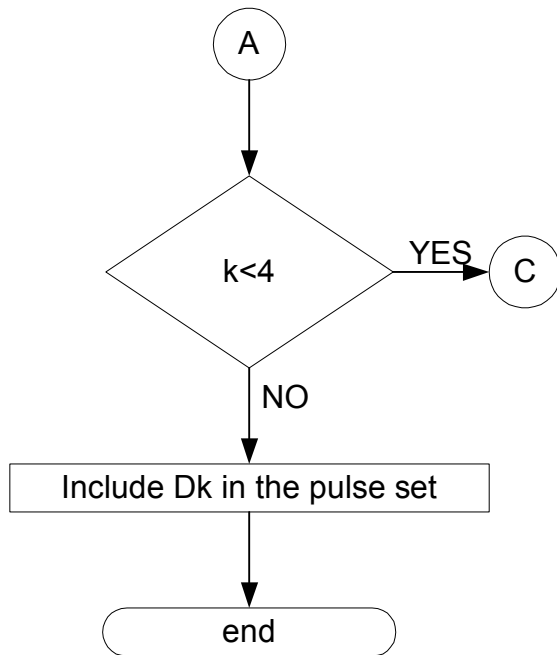 A
k<4
YES
C
NO
Include Dk in the pulse set
end